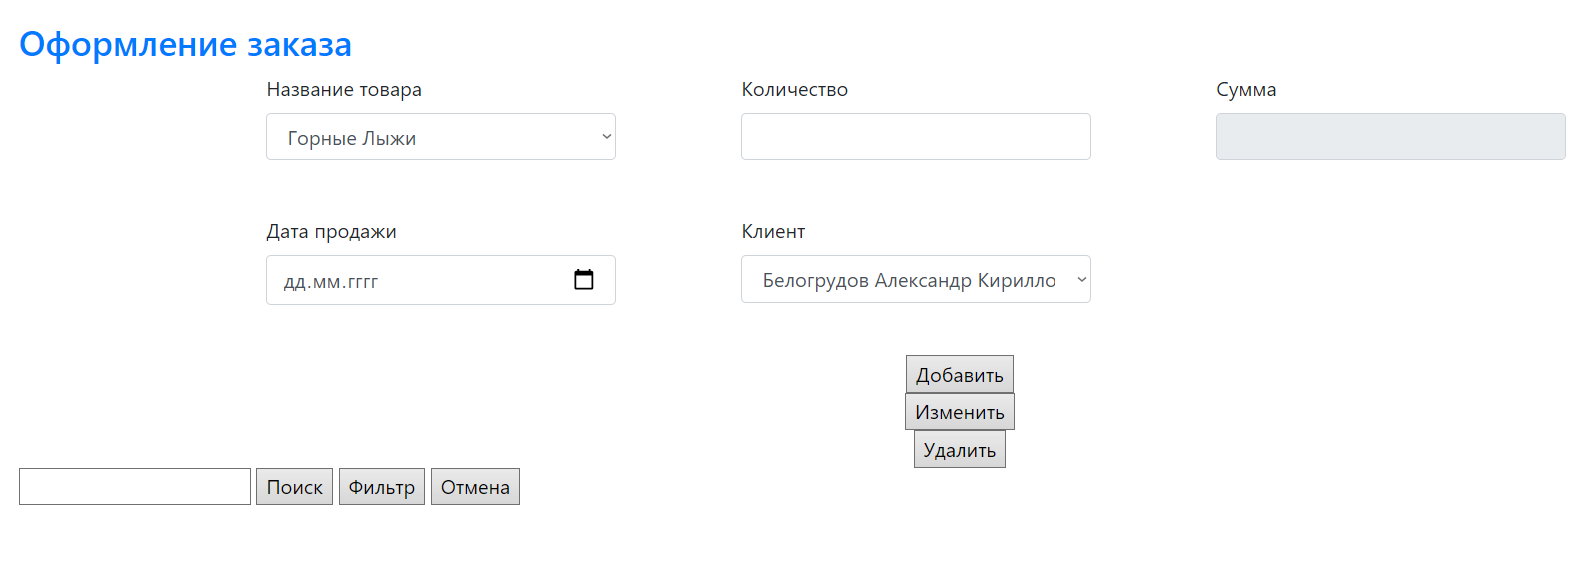 Оформление заказа
Название товара Количество Сумма
Горные Лыжи
Дата продажи Клиент
дд.мм.гггг Белогрудов Александр Кирилло
Добавить
Изменить
Удалить
Поиск Фильтр Отмена